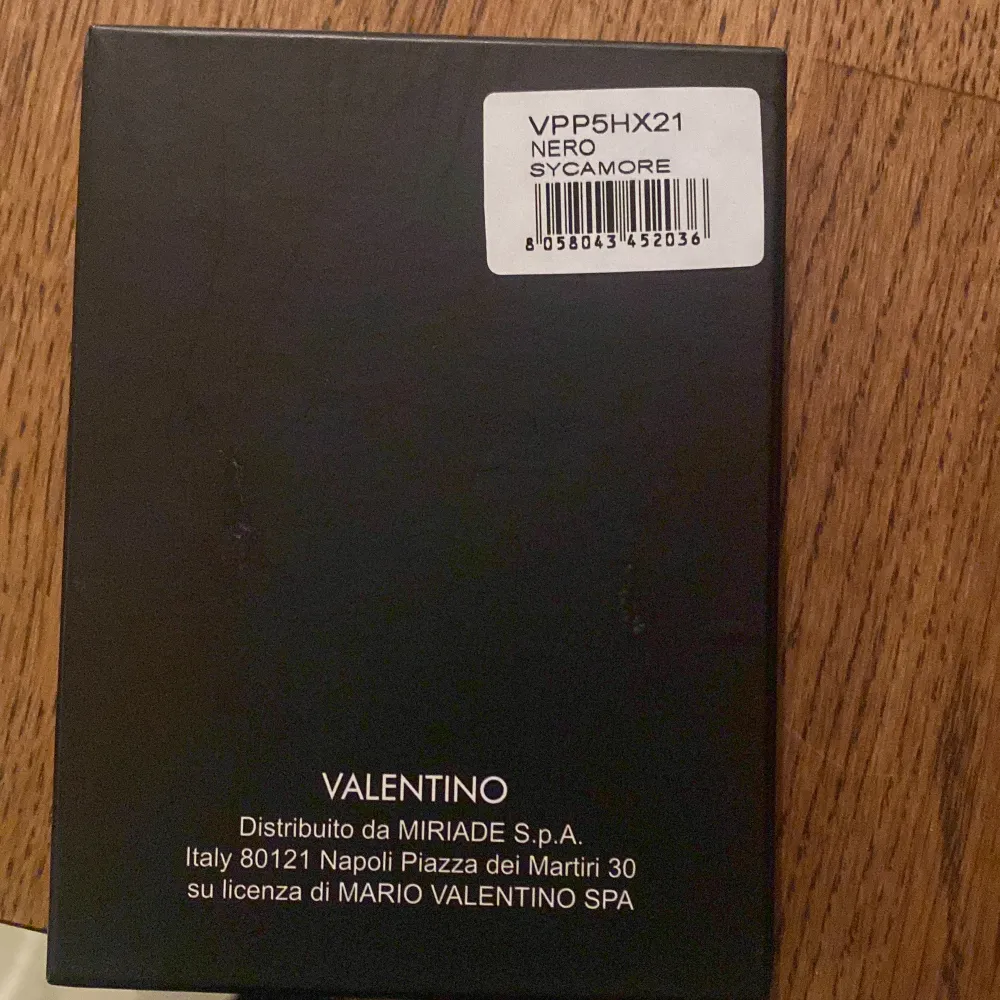 VPP5HX21
NERO
SYCAMORE
8 058043 452036
VALENTINO
Distribuito da MIRIADE S.p.A.
Italy 80121 Napoli Piazza dei Martiri 30
su licenza di MARIO VALENTINO SPA